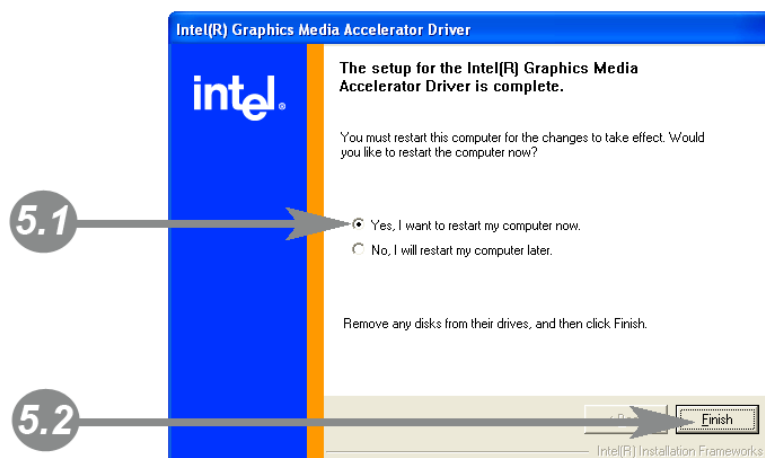 Intel(R) Graphics Media Accelerator Driver
intel®
The setup for the Intel(R) Graphics Media
Accelerator Driver is complete.
You must restart this computer for the changes to take effect. Would
you like to restart the computer now?
5.1
Yes, I want to restart my computer now.
No, I will restart my computer later.
Remove any disks from their drives, and then click Finish.
5.2
Finish
Intel(R) Installation Frameworks